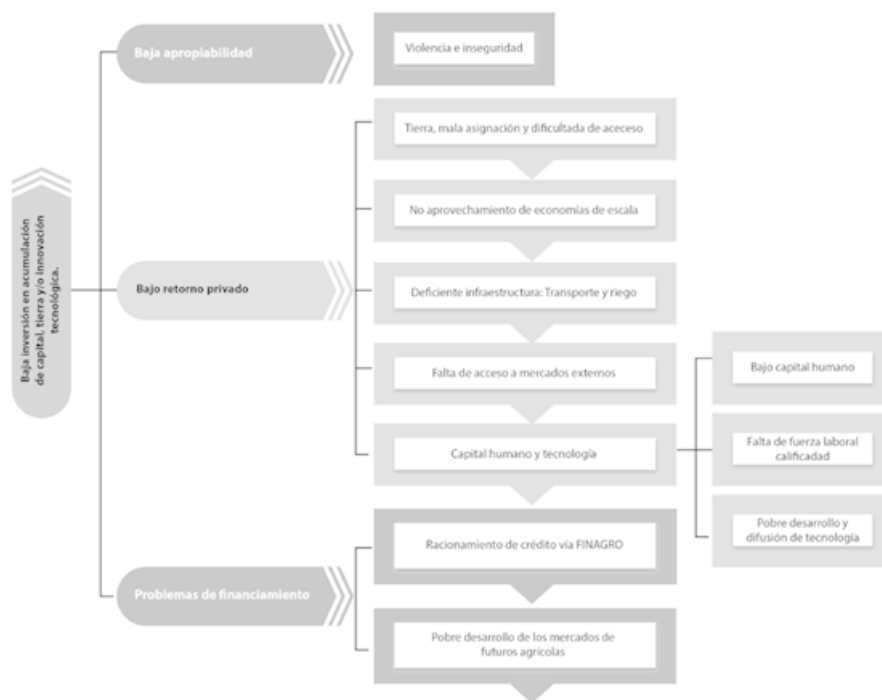 Baja inversión en acumulación
de capital, tierra y/o innovación
tecnológica.
Baja apropiabilidad
Violencia e inseguridad
Bajo retorno privado
Tierra, mala asignación y dificultada de aceceso
No aprovechamiento de economías de escala
Deficiente infraestructura: Transporte y riego
Falta de acceso a mercados externos
Capital humano y tecnología
Bajo capital humano
Falta de fuerza laboral
calificadad
Pobre desarrollo y
difusión de tecnología
Problemas de financiamiento
Racionamiento de crédito vía FINAGRO
Pobre desarrollo de los mercados de
futuros agrícolas